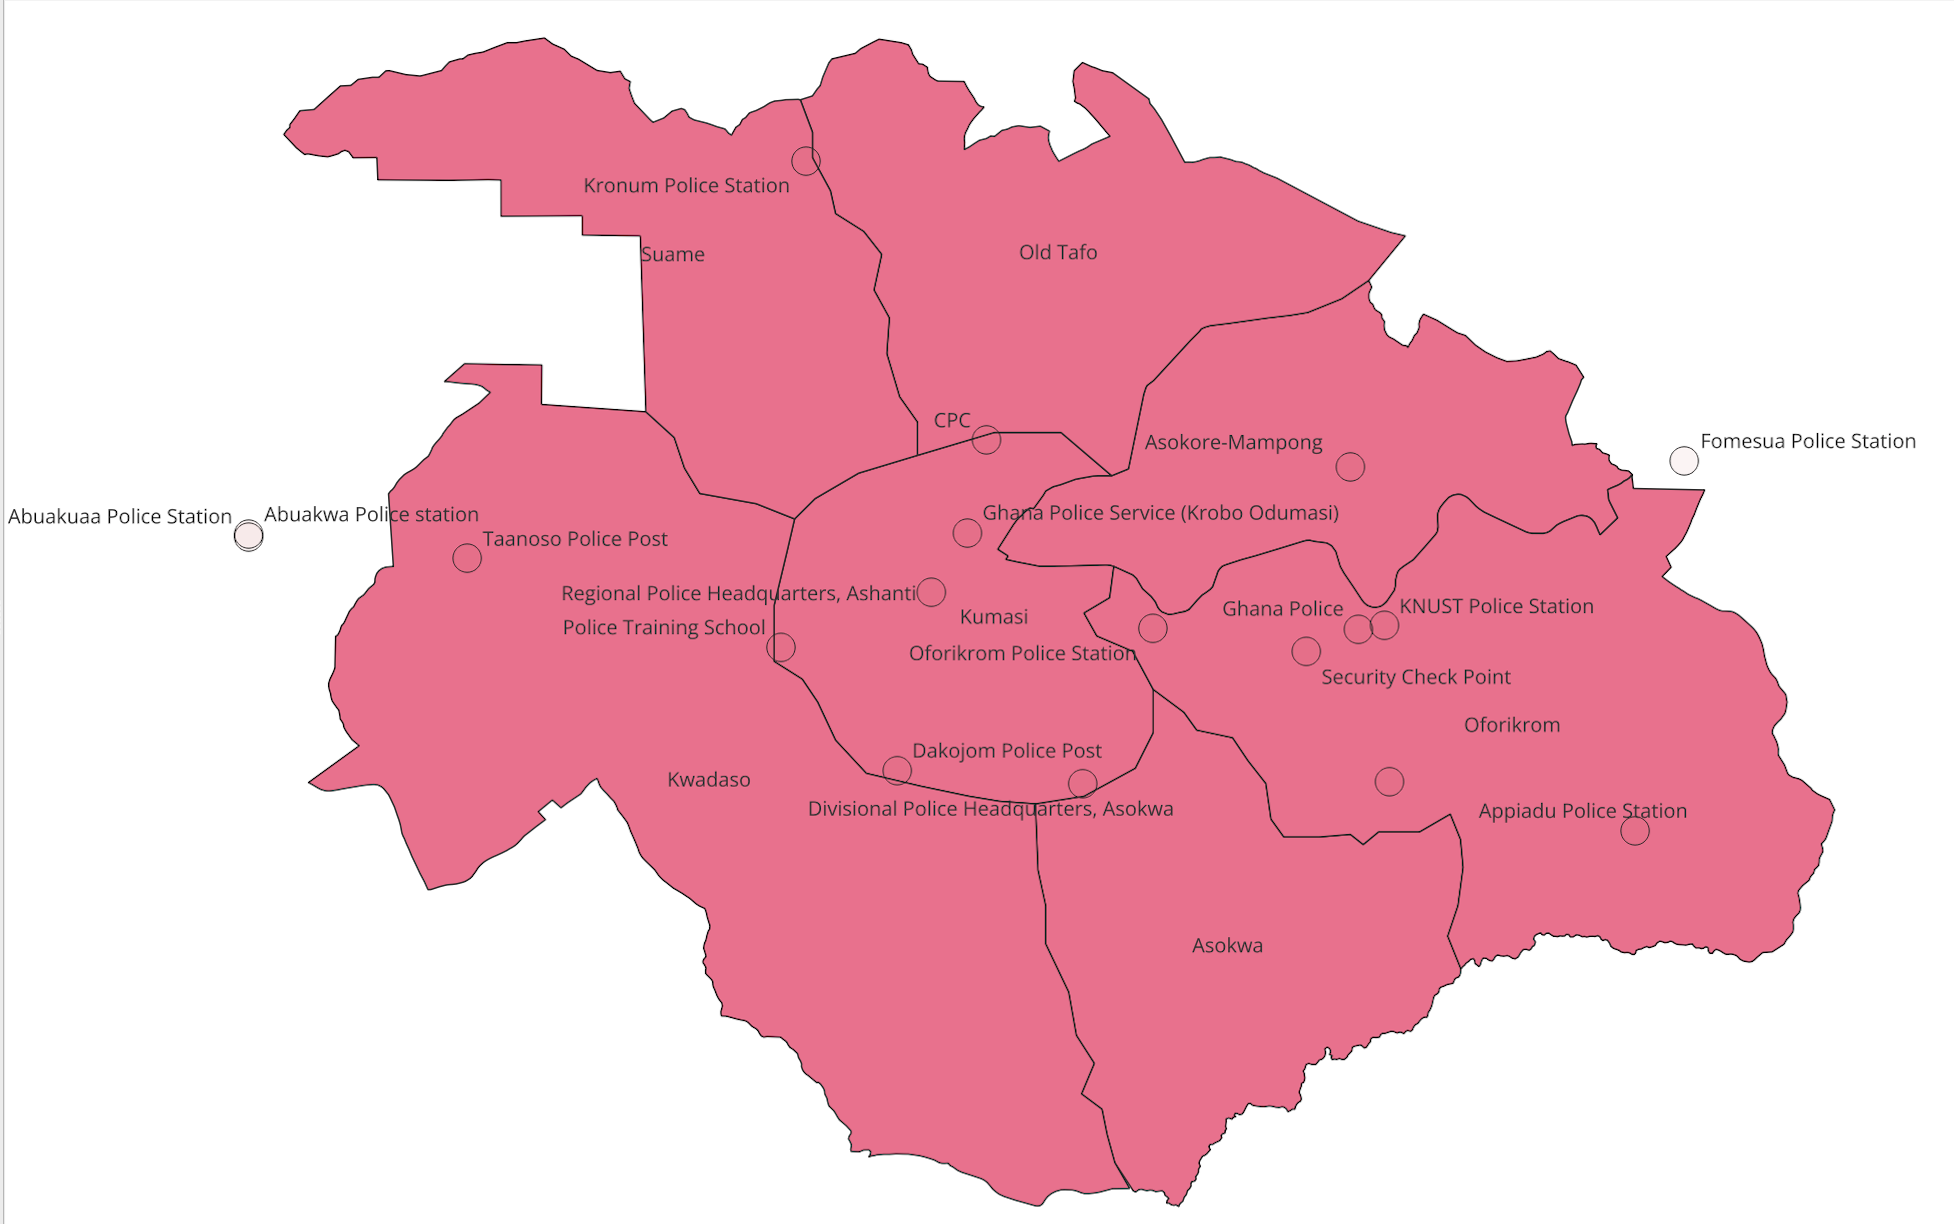 Kronum Police Station
Suame
Old Tafo
CPC
Asokore-Mampong
Fomesua Police Station
Abuakuaa Police Station
Abuakwa Police station
Ghana Police Service (Krobo Odumasi)
Taanoso Police Post
Regional Police Headquarters, Ashanti
Kumasi
Ghana Police
KNUST Police Station
Police Training School
Oforikrom Police Station
Security Check Point
Oforikrom
Dakojom Police Post
Kwadaso
Divisional Police Headquarters, Asokwa
Appiadu Police Station
Asokwa